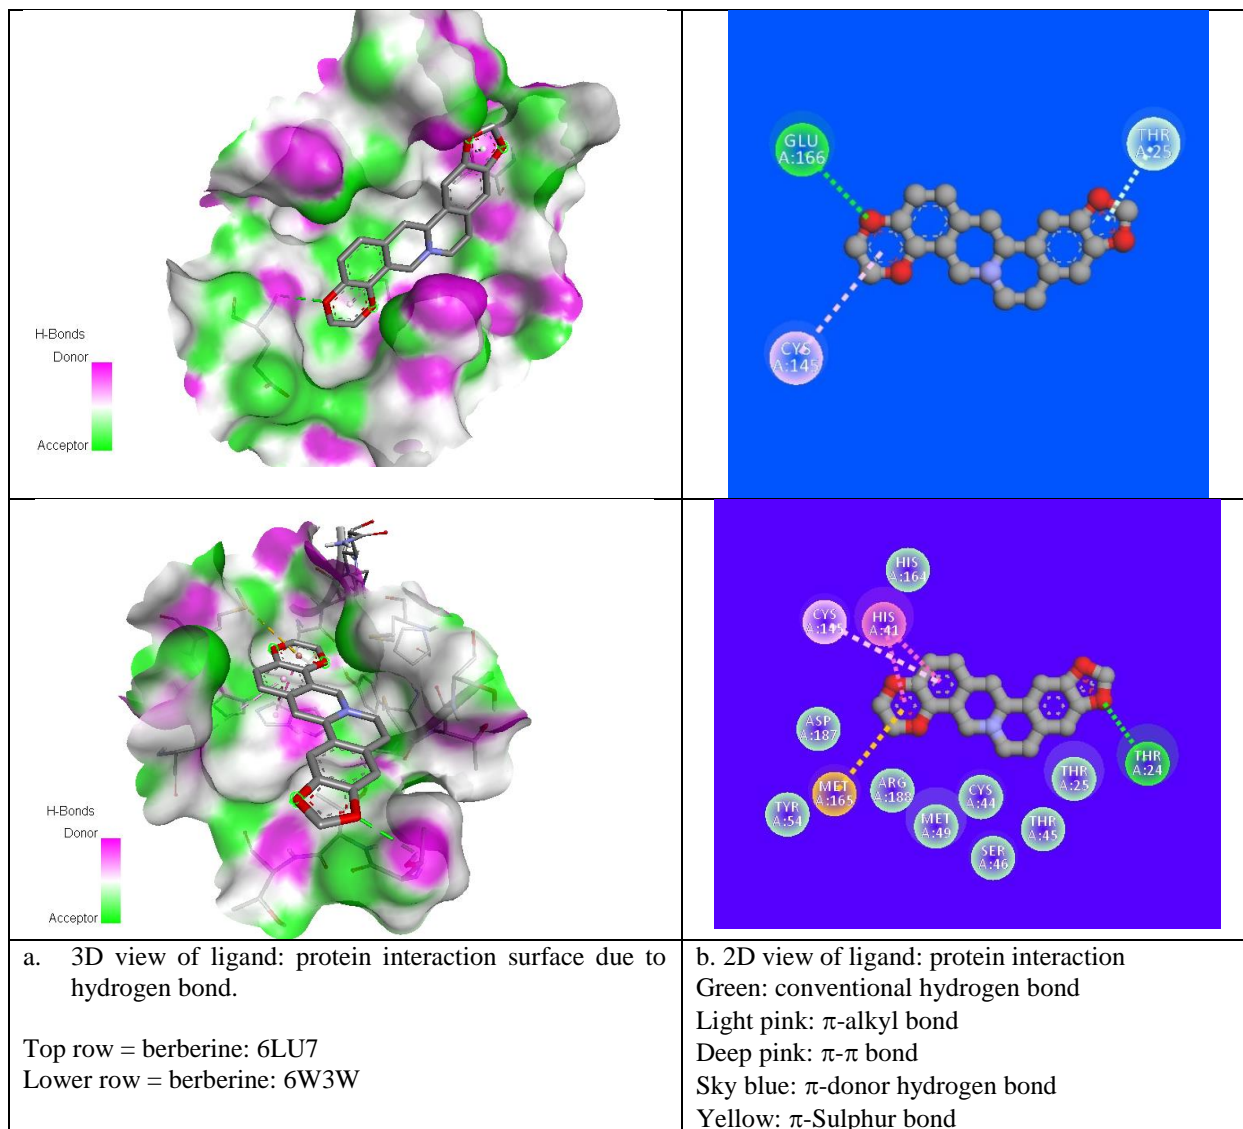 H-Bonds
Donor
Acceptor
GLU
A:166
THR
A:25
CYS
A:145
H-Bonds
Donor
Acceptor
HIS
A:164
CYS
A:145
HIS
A:41
ASP
A:187
THR
A:24
MET
A:165
ARG
A:188
CYS
A:44
THR
A:25
TYR
A:54
MET
A:49
THR
A:45
SER
A:46
a. 3D view of ligand: protein interaction surface due to
hydrogen bond.
Top row = berberine: 6LU7
Lower row = berberine: 6W3W
b. 2D view of ligand: protein interaction
Green: conventional hydrogen bond
Light pink: π-alkyl bond
Deep pink: π-π bond
Sky blue: π-donor hydrogen bond
Yellow: π-Sulphur bond